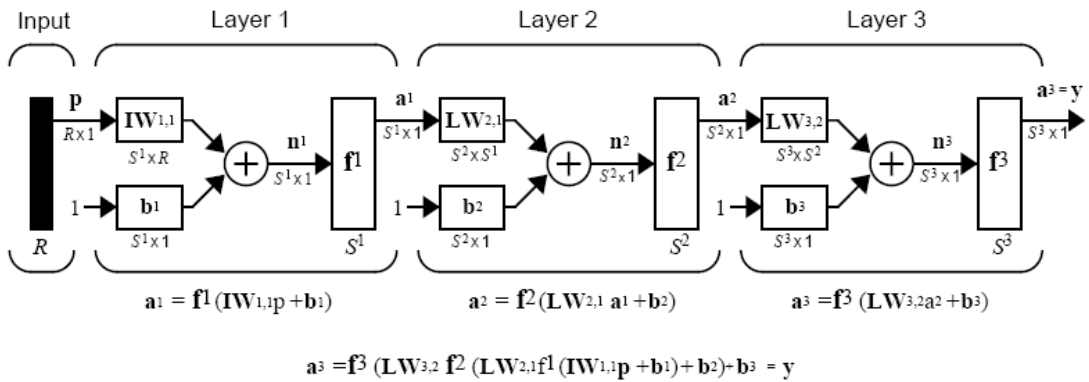 Input Layer 1 Layer 2 Layer 3
p a1 a2 a3 = y
IW1,1 LW2,1 LW3,2
R x 1 S1 x 1 S2 x 1 S3 x 1
S1 x R n1 S2 x S1 n2 S3 x S2 n3
+ f1 + f2 + f3
S1 x 1 S2 x 1 S3 x 1
1 b1 1 b2 1 b3
R S1 x 1 S1 S2 x 1 S2 S3 x 1 S3
a1 = f1 (IW1,1p +b1) a2 = f2 (LW2,1 a1 +b2) a3 =f3 (LW3,2a2 +b3)
a3 =f3 (LW3,2 f2 (LW2,1f1 (IW1,1p +b1)+ b2)+b3 = y